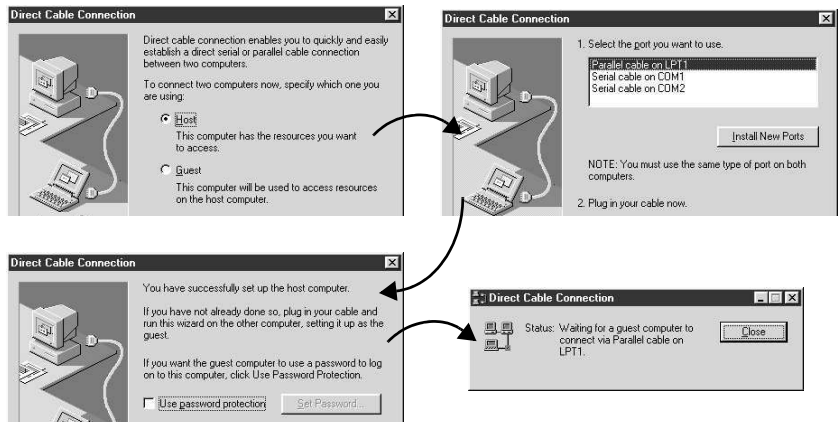 Direct Cable Connection
Direct cable connection enables you to quickly and easily
establish a direct serial or parallel cable connection
between two computers.
To connect two computers now, specify which one you
are using:
Host
This computer has the resources you want
to access.
Guest
This computer will be used to access resources
on the host computer.
Direct Cable Connection
1. Select the port you want to use.
Parallel cable on LPT1
Serial cable on COM1
Serial cable on COM2
Install New Ports
NOTE: You must use the same type of port on both
computers.
2. Plug in your cable now.
Direct Cable Connection
You have successfully set up the host computer.
If you have not already done so, plug in your cable and
run this wizard on the other computer, setting it up as the
guest.
If you want the guest computer to use a password to log
on to this computer, click Use Password Protection.
Use password protection
Set Password...
Direct Cable Connection
Status: Waiting for a guest computer to
connect via Parallel cable on
LPT1.
Close